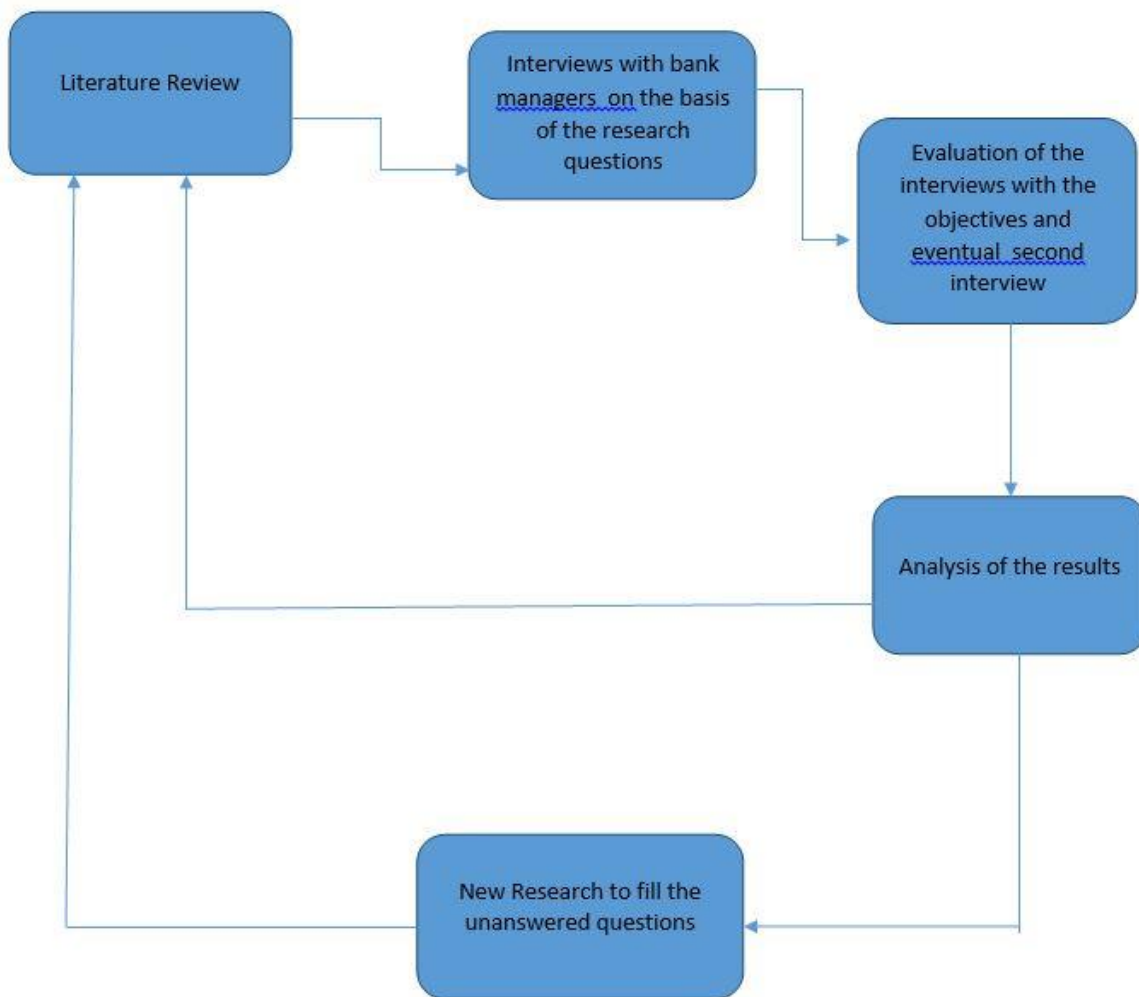 Literature Review
Interviews with bank
managers on the basis
of the research
questions
Evaluation of the
interviews with the
objectives and
eventual second
interview
Analysis of the results
New Research to fill the
unanswered questions